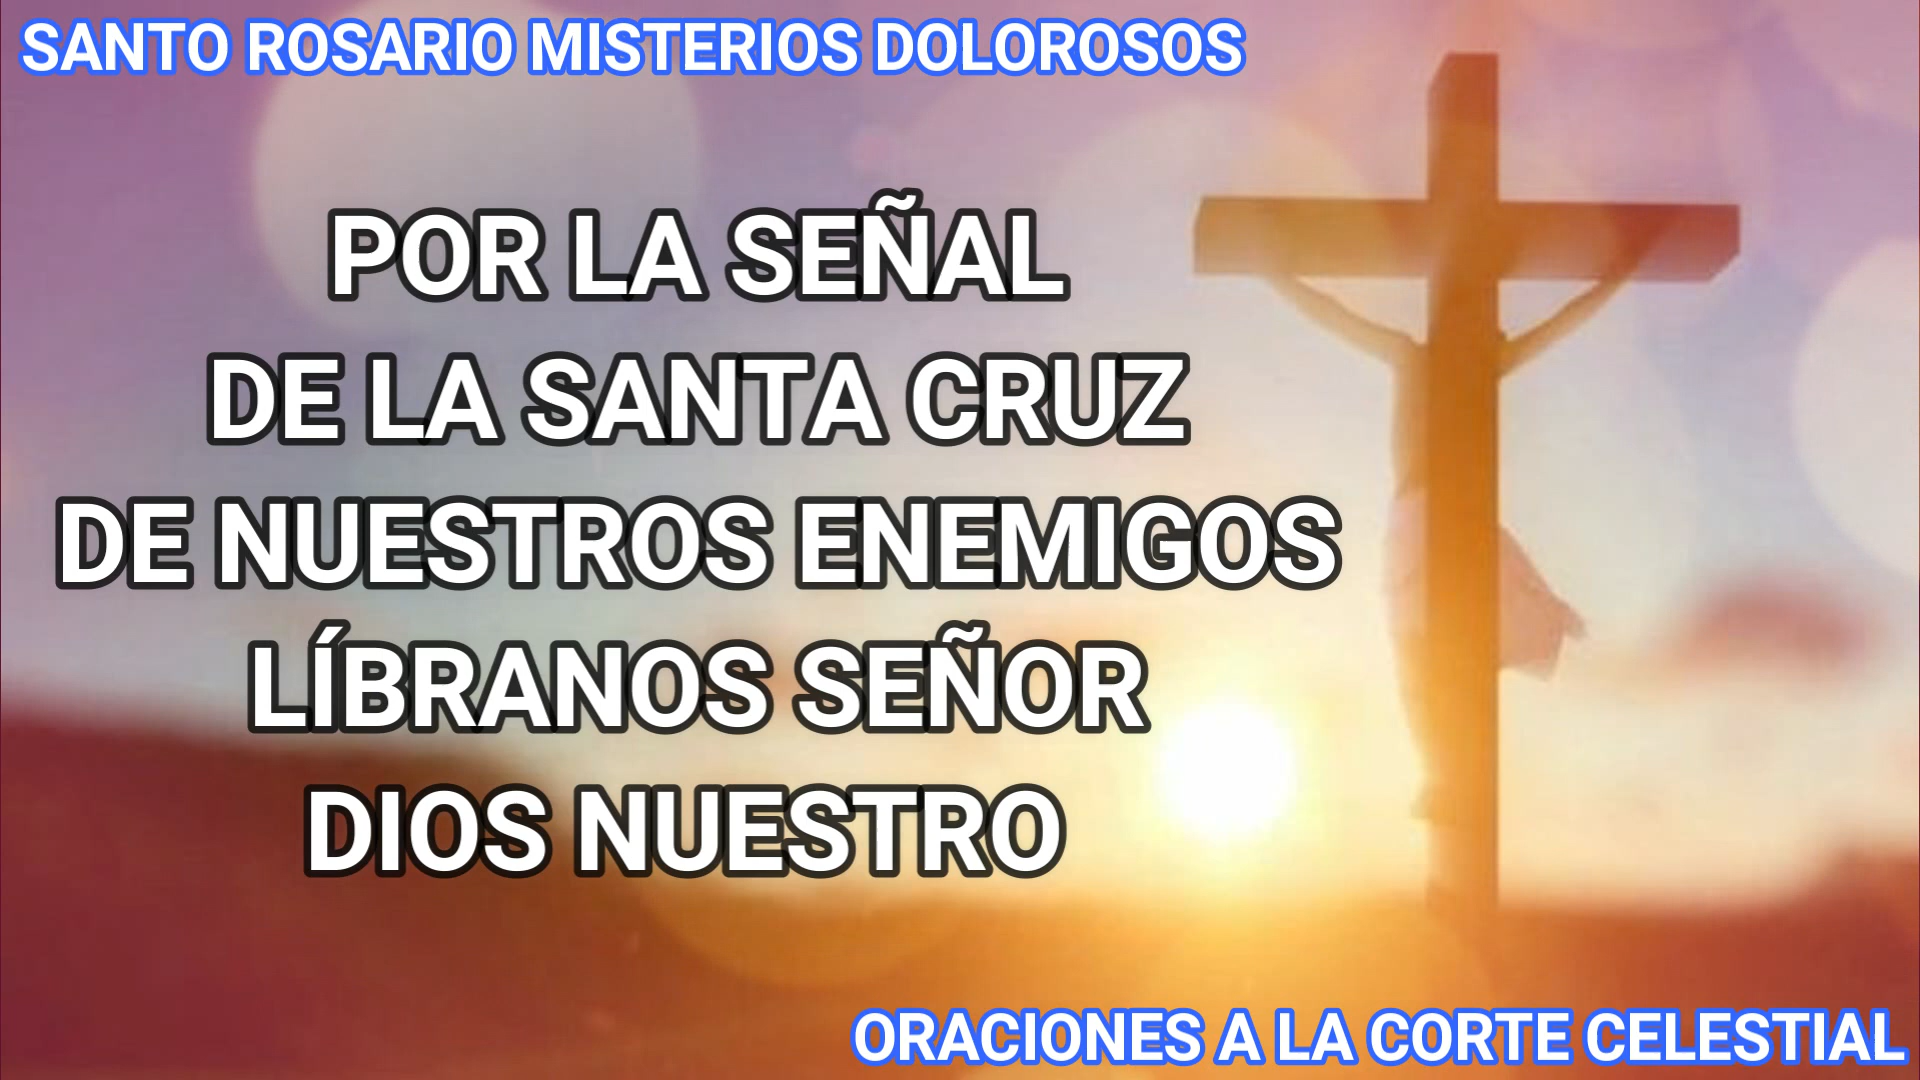 SANTO ROSARIO MISTERIOS DOLOROSOS
POR LA SEÑAL
DE LA SANTA CRUZ
DE NUESTROS ENEMIGOS
LÍBRANOS SEÑOR
DIOS NUESTRO
ORACIONES A LA CORTE CELESTIAL